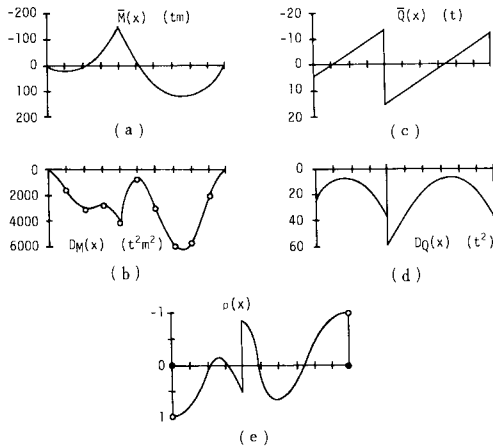 M̄(x) (tm)
-200
-100
0
100
200
(a)
Q̄(x) (t)
-20
-10
0
10
20
(c)
0
2000
4000
6000
D_M(x) (t²m²)
(b)
0
20
40
60
D_Q(x) (t²)
(d)
ρ(x)
-1
0
1
(e)